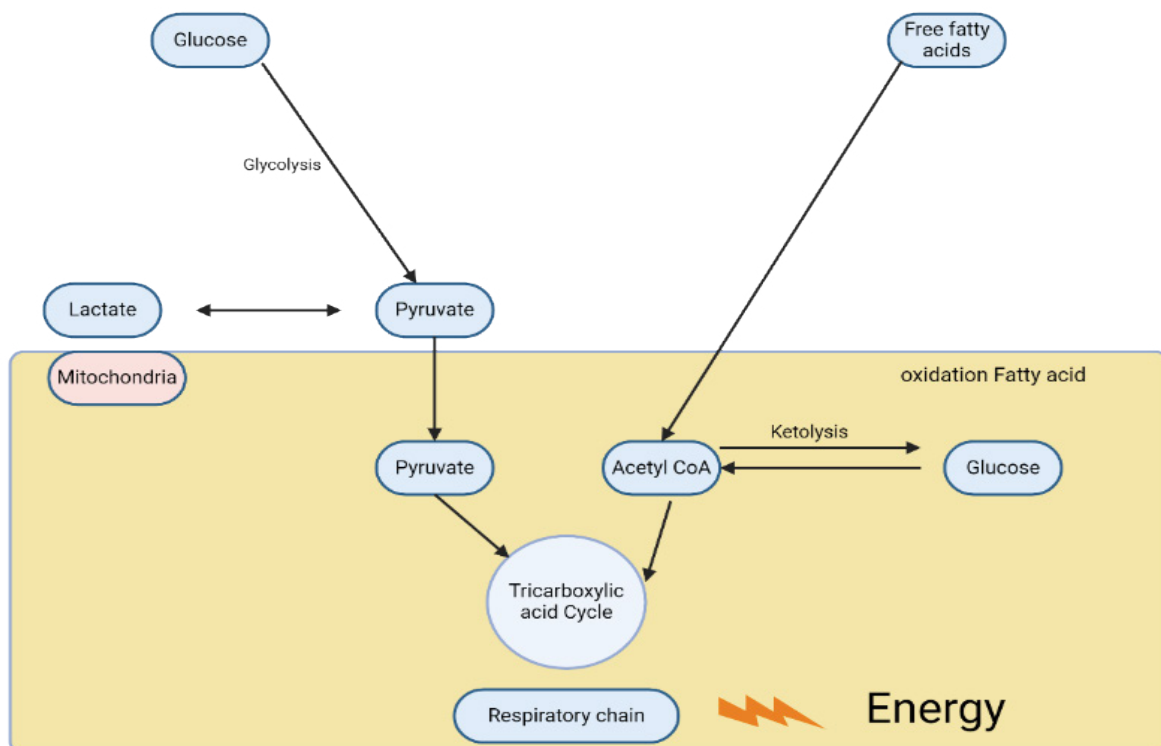 Glucose
Free fatty
acids
Glycolysis
Lactate
Pyruvate
Mitochondria
oxidation Fatty acid
Ketolysis
Pyruvate
Acetyl CoA
Glucose
Tricarboxylic
acid Cycle
Respiratory chain
Energy